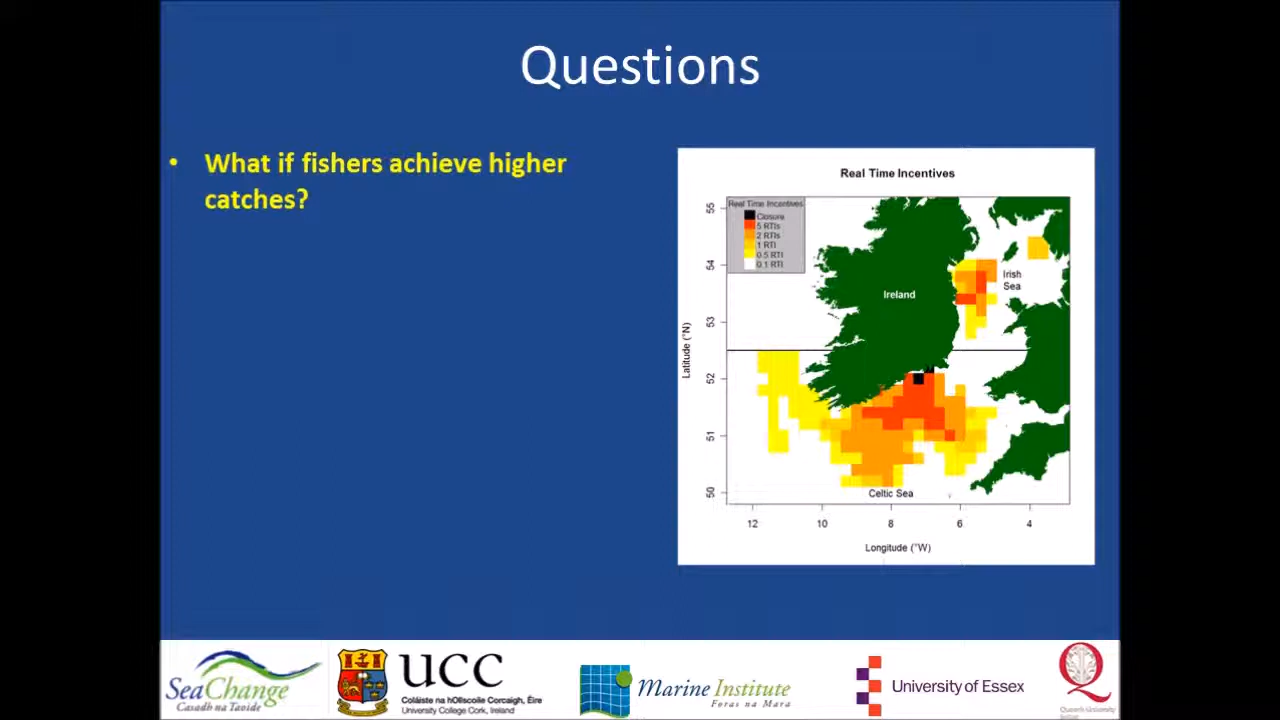 Questions
• What if fishers achieve higher
catches?
Real Time Incentives
Real Time Incentives
Closure
5 RTIs
2 RTIs
1 RTI
0.5 RTI
0.1 RTI
55
54
53
52
51
50
Latitude (°N)
Ireland
Irish
Sea
Celtic Sea
12 10 8 6 4
Longitude (°W)
SeaChange
Casadh na Taoide
UCC
Coláiste na hOllscoile Corcaigh, Éire
University College Cork, Ireland
Marine Institute
Foras na Mara
University of Essex
Queen's University
Belfast